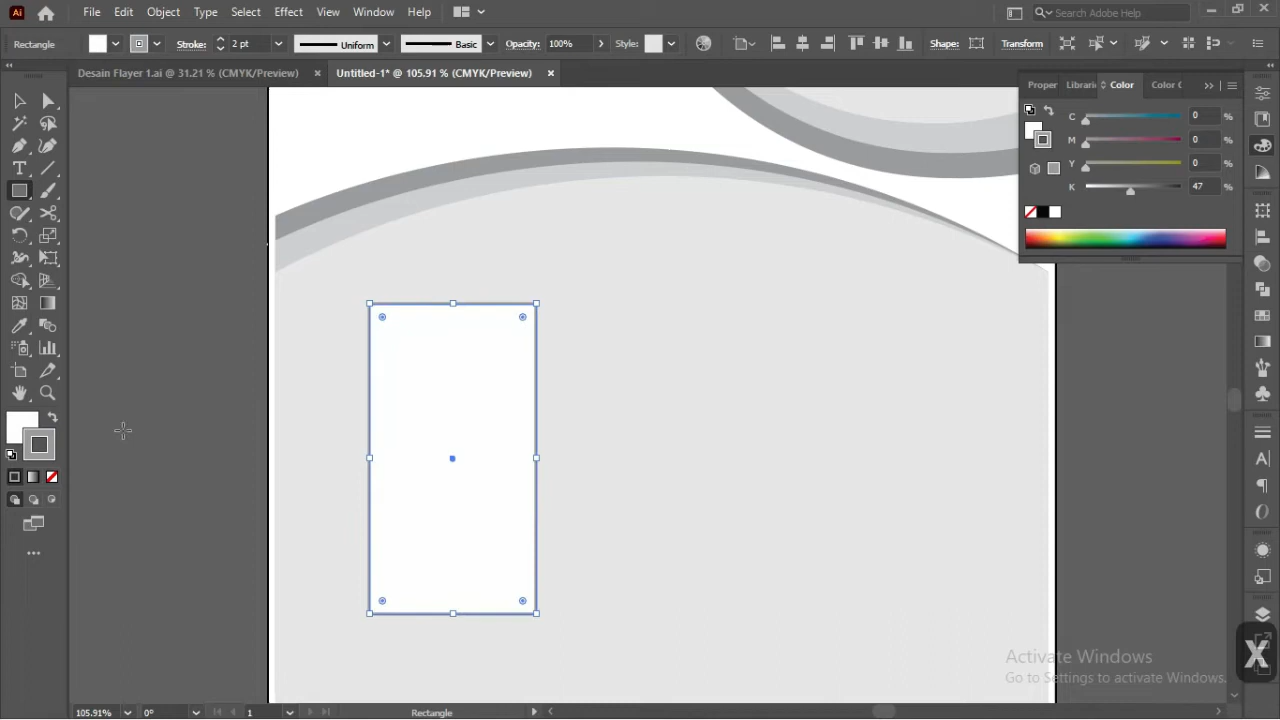 Ai File Edit Object Type Select Effect View Window Help Search Adobe Help
Rectangle Stroke: 2 pt Uniform Basic Opacity: 100% Style: Shape: Transform
Desain Flayer 1.ai @ 31.21 % (CMYK/Preview) × Untitled-1* @ 105.91 % (CMYK/Preview) ×
Proper Librari Color Color
C 0 %
M 0 %
Y 0 %
K 47 %
Activate Windows
Go to Settings to activate Windows.
X
105.91% 0° 1 Rectangle